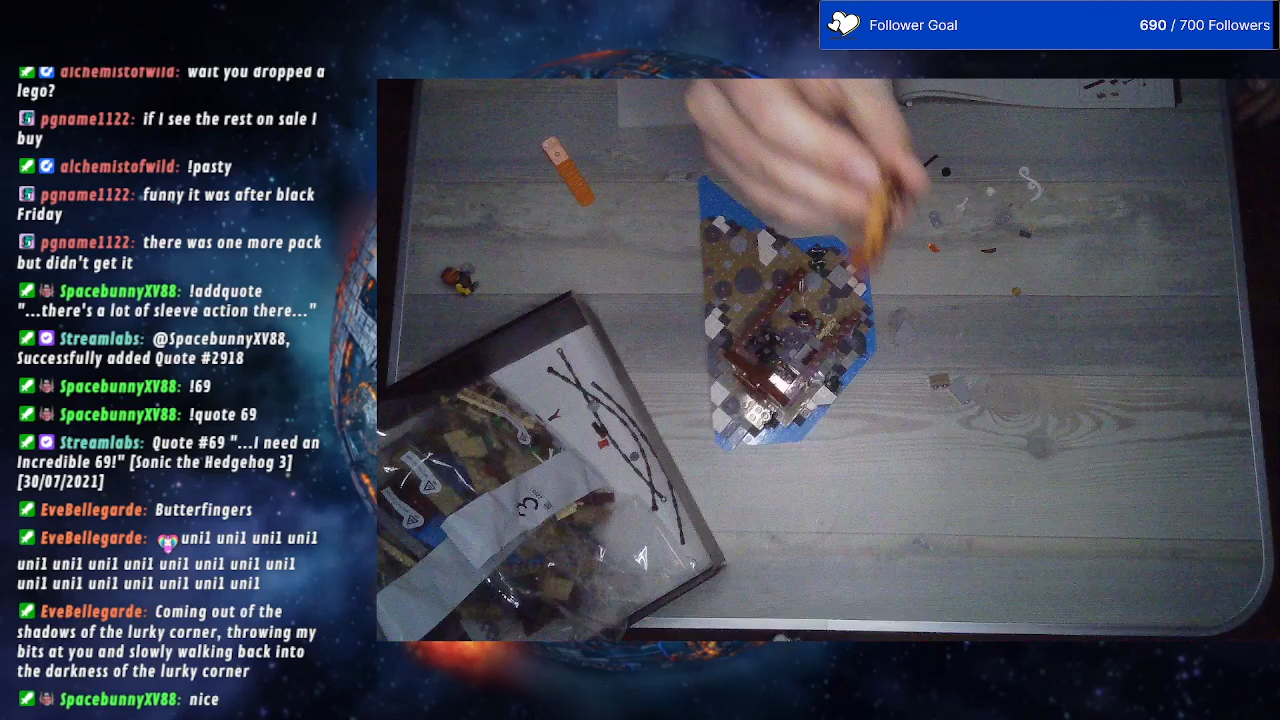 Follower Goal 690 / 700 Followers
alchemistofwild: wait you dropped a
lego?
pgname1122: if I see the rest on sale I
buy
alchemistofwild: !pasty
pgname1122: funny it was after black
Friday
pgname1122: there was one more pack
but didn't get it
SpacebunnyXV88: !addquote
"...there's a lot of sleeve action there..."
Streamlabs: @SpacebunnyXV88,
Successfully added Quote #2918
SpacebunnyXV88: !69
SpacebunnyXV88: !quote 69
Streamlabs: Quote #69 "...I need an
Incredible 69!" [Sonic the Hedgehog 3]
[30/07/2021]
EveBellegarde: Butterfingers
EveBellegarde: uni1 uni1 uni1 uni1
uni1 uni1 uni1 uni1 uni1 uni1 uni1 uni1
uni1 uni1 uni1 uni1 uni1 uni1 uni1
EveBellegarde: Coming out of the
shadows of the lurky corner, throwing my
bits at you and slowly walking back into
the darkness of the lurky corner
SpacebunnyXV88: nice
3